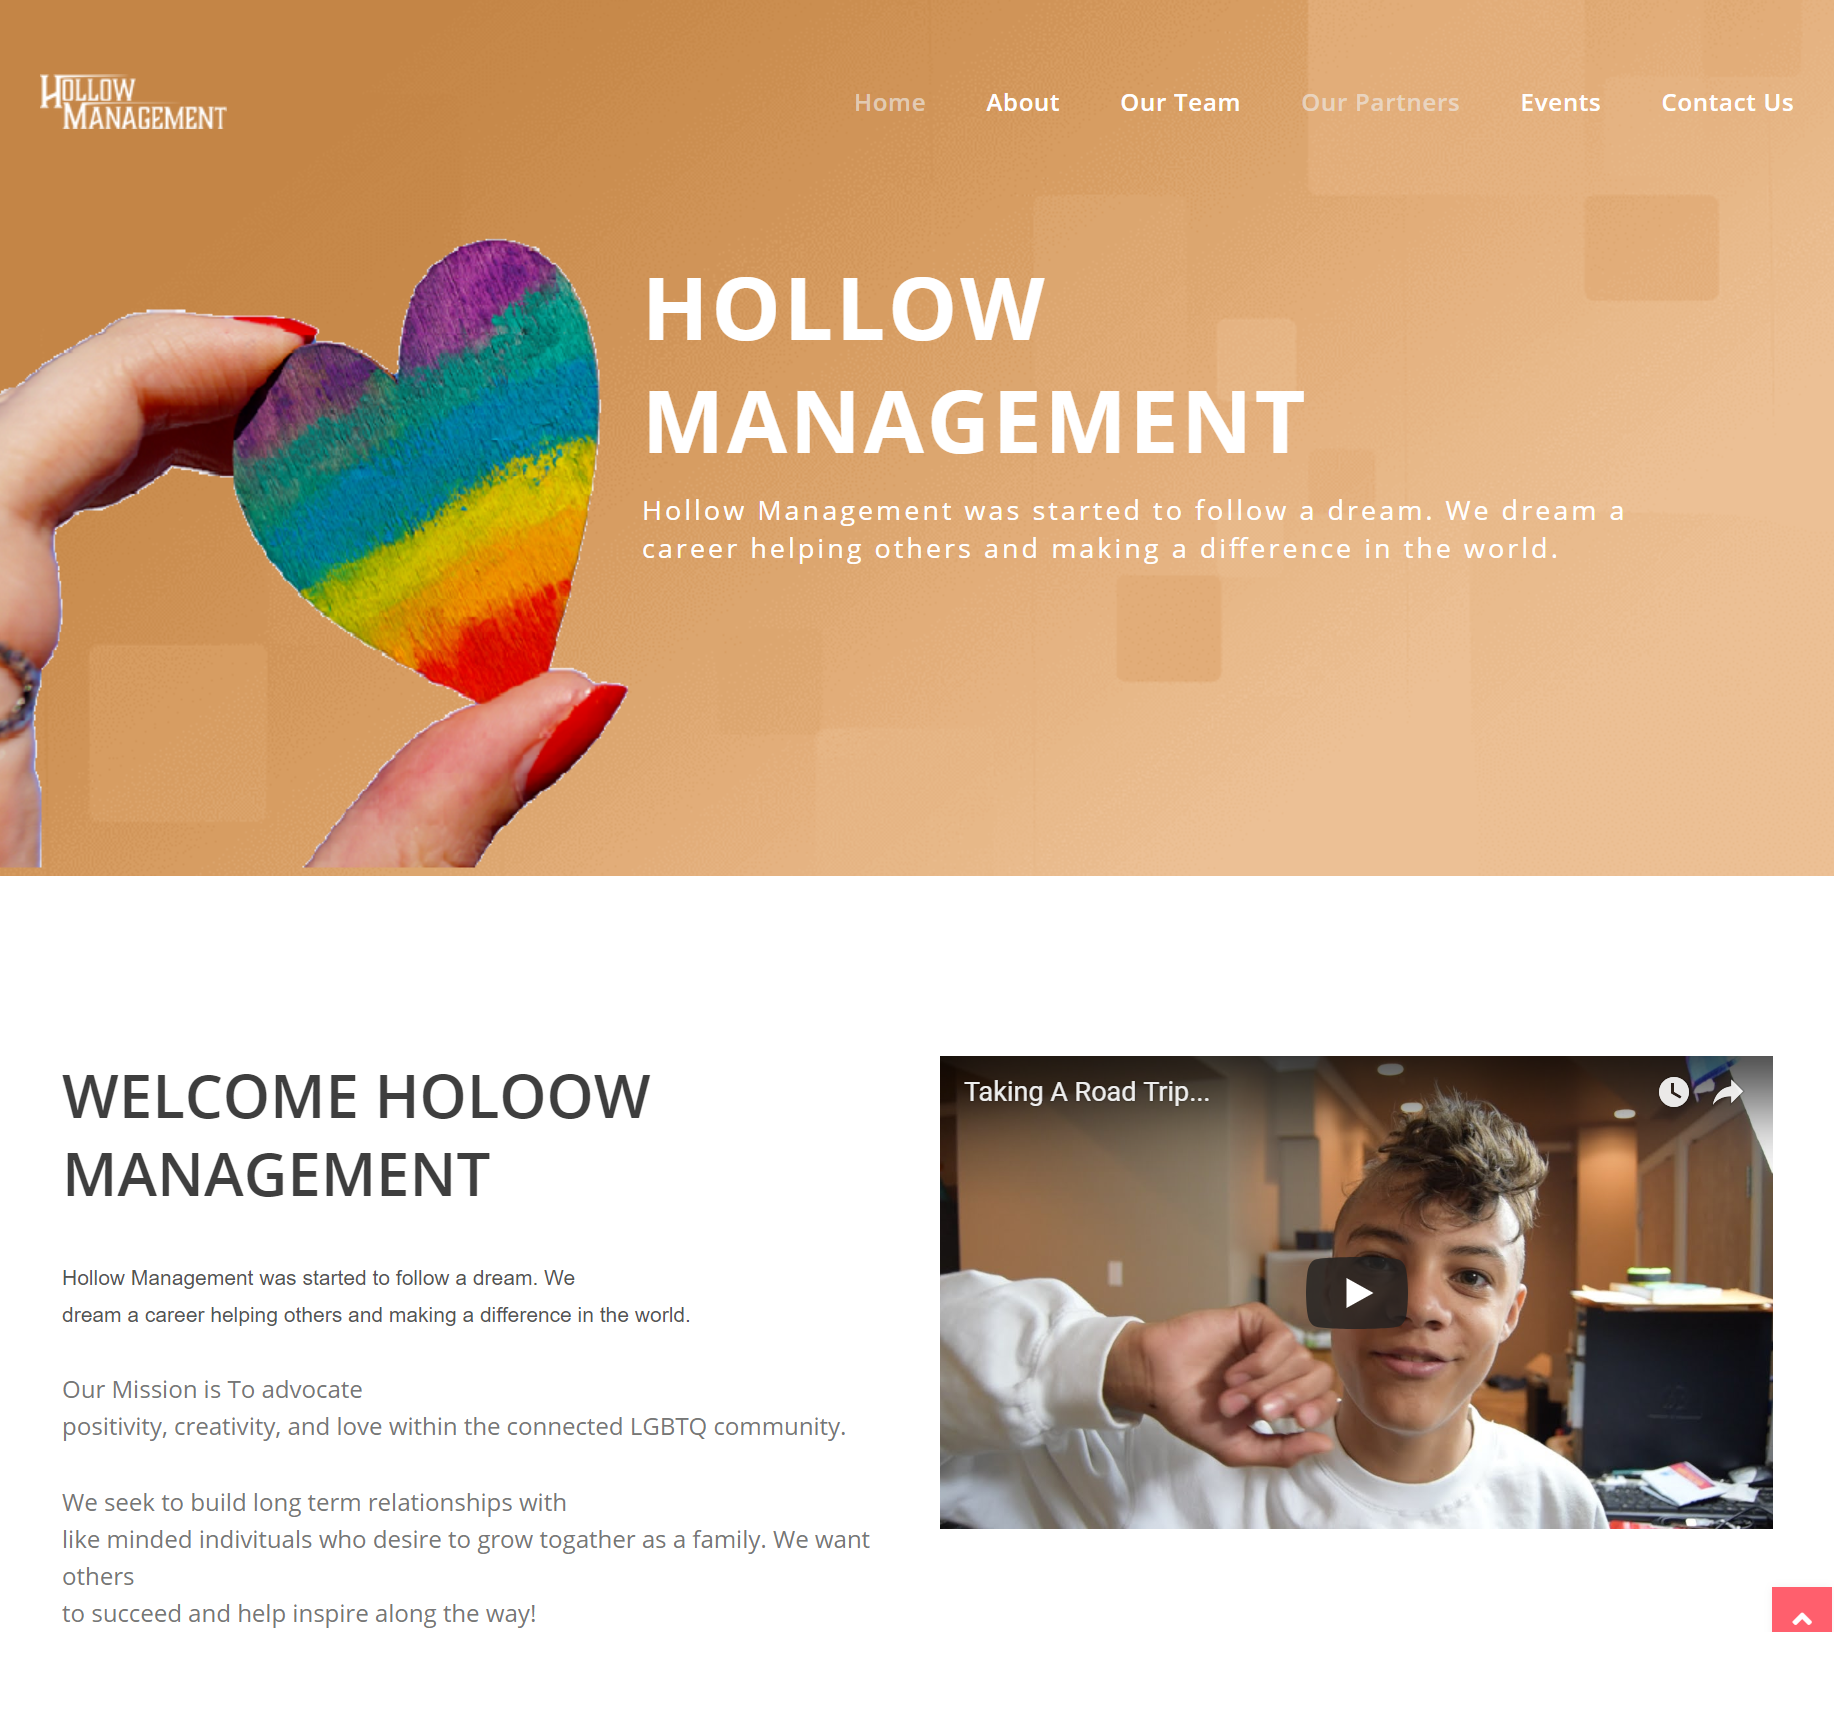 HOLLOW
MANAGEMENT
Home About Our Team Our Partners Events Contact Us
HOLLOW
MANAGEMENT
Hollow Management was started to follow a dream. We dream a
career helping others and making a difference in the world.
WELCOME HOLOOW
MANAGEMENT
Hollow Management was started to follow a dream. We
dream a career helping others and making a difference in the world.
Our Mission is To advocate
positivity, creativity, and love within the connected LGBTQ community.
We seek to build long term relationships with
like minded indivituals who desire to grow togather as a family. We want
others
to succeed and help inspire along the way!
Taking A Road Trip...